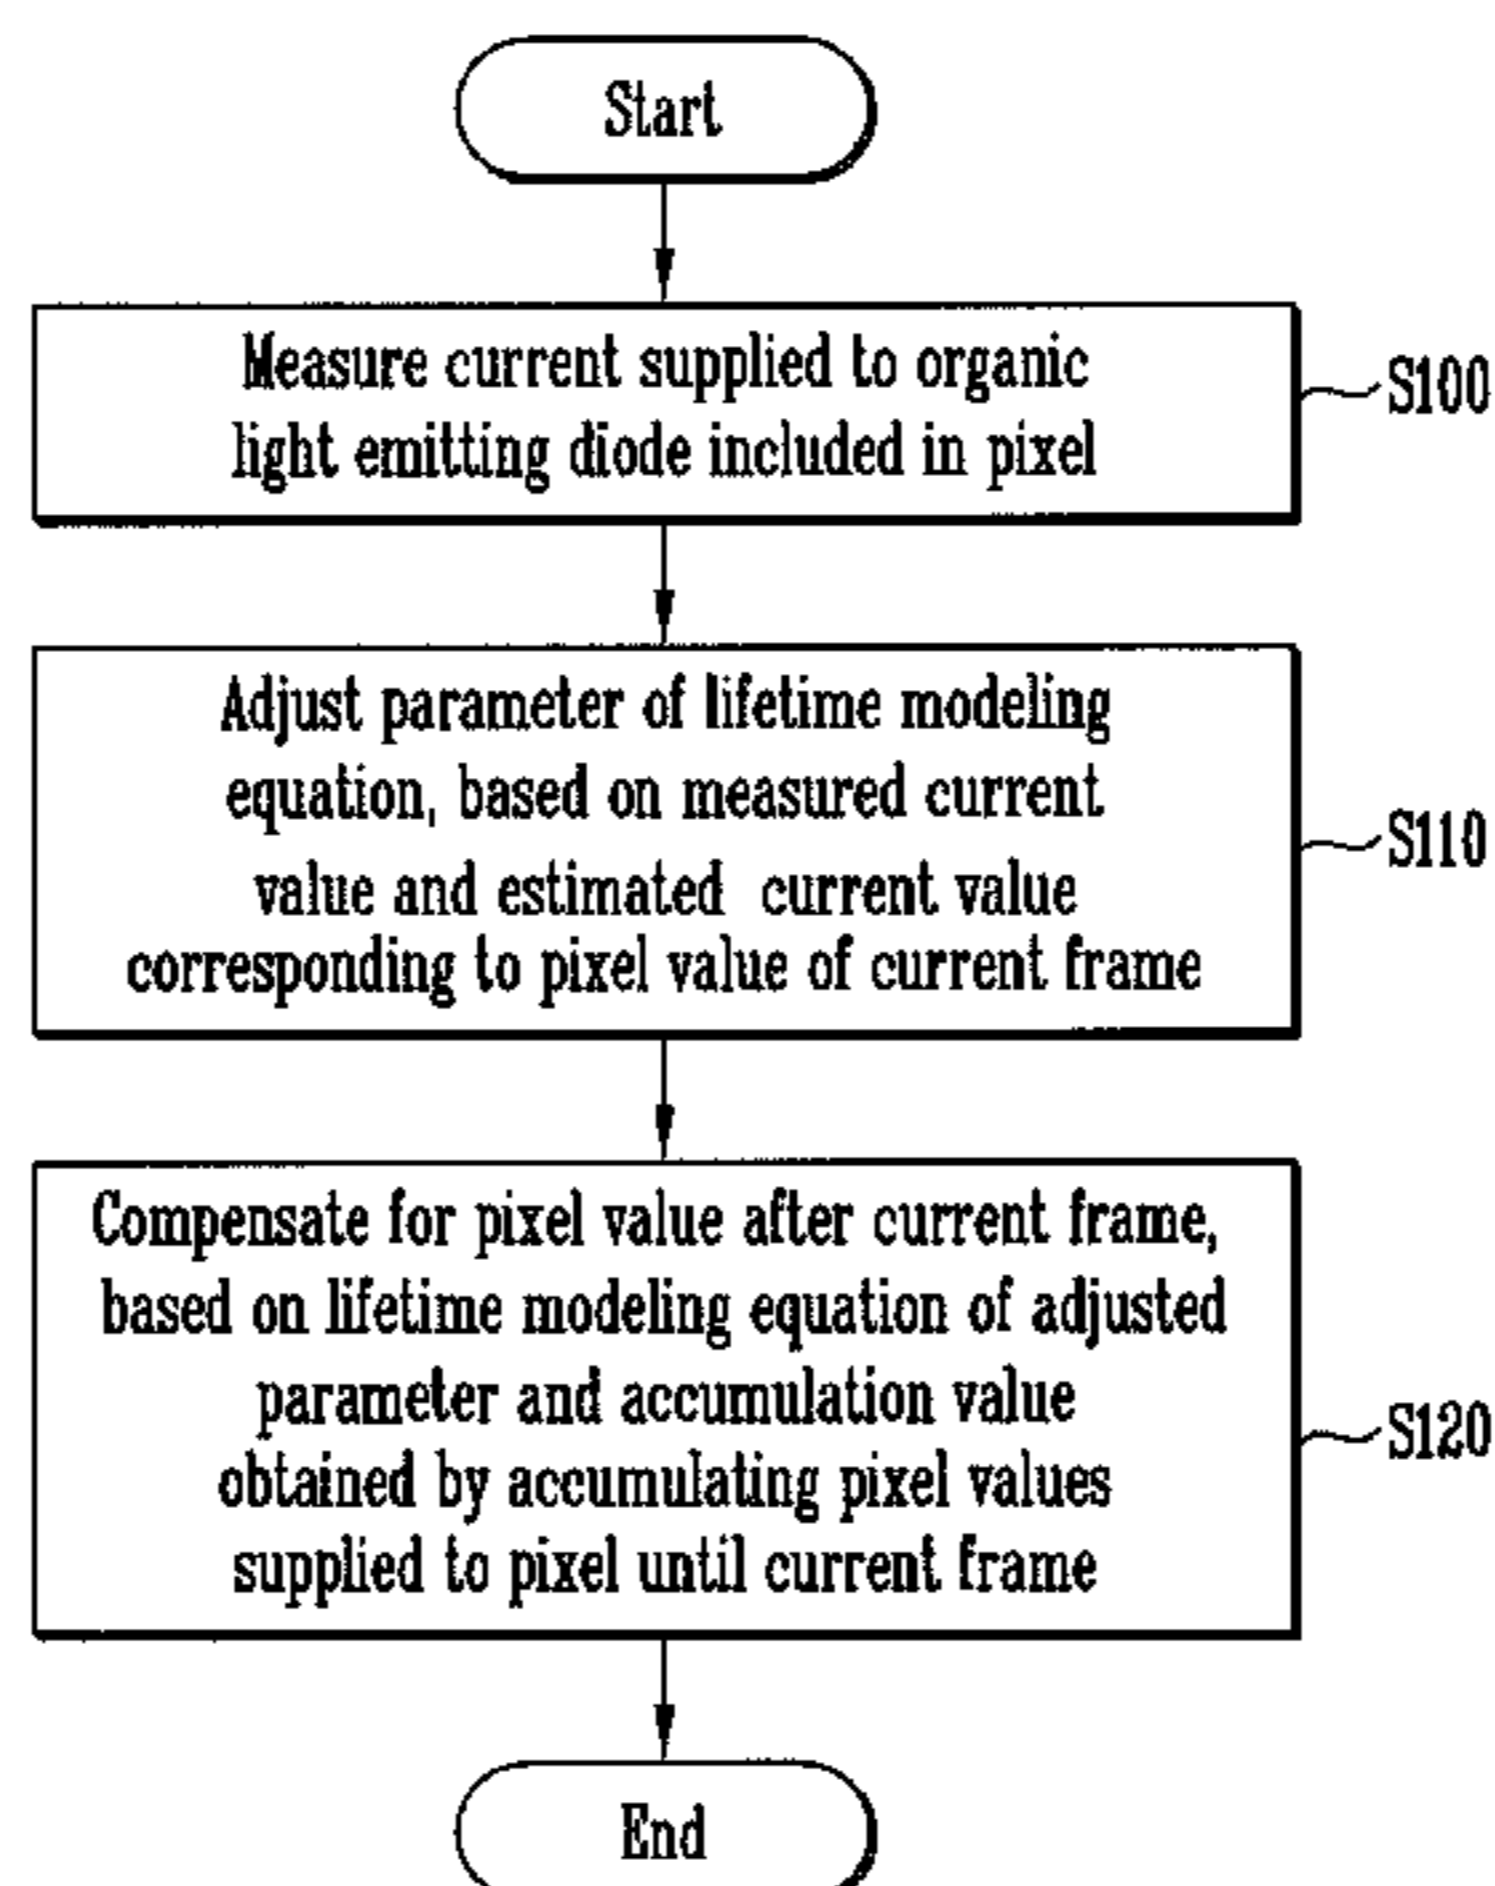 Start
Measure current supplied to organic
light emitting diode included in pixel
S100
Adjust parameter of lifetime modeling
equation, based on measured current
value and estimated current value
corresponding to pixel value of current frame
S110
Compensate for pixel value after current frame,
based on lifetime modeling equation of adjusted
parameter and accumulation value
obtained by accumulating pixel values
supplied to pixel until current frame
S120
End